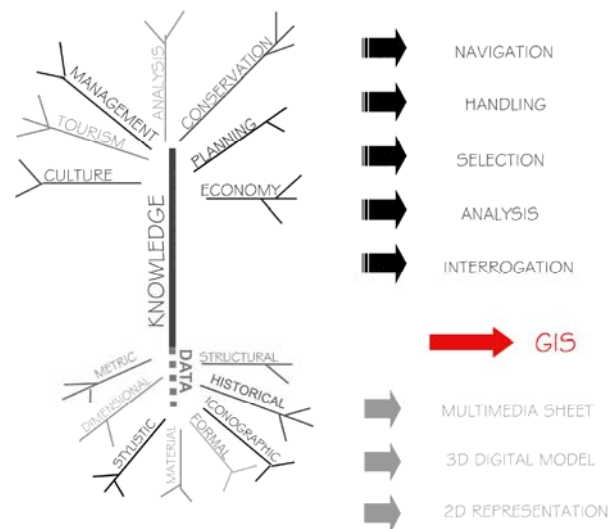 ANALYSIS
CONSERVATION
MANAGEMENT
TOURISM
PLANNING
CULTURE
ECONOMY
KNOWLEDGE
DATA
STRUCTURAL
METRIC
HISTORICAL
DIMENSIONAL
ICONOGRAPHIC
STYLISTIC
FORMAL
MATERIAL
NAVIGATION
HANDLING
SELECTION
ANALYSIS
INTERROGATION
GIS
MULTIMEDIA SHEET
3D DIGITAL MODEL
2D REPRESENTATION